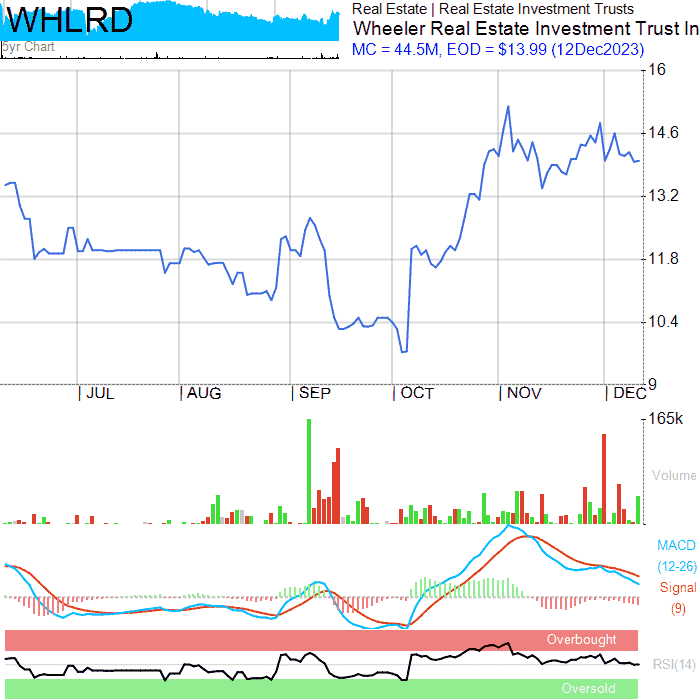 WHLRD
5yr Chart
Real Estate | Real Estate Investment Trusts
Wheeler Real Estate Investment Trust In
MC = 44.5M, EOD = $13.99 (12Dec2023)
16
14.6
13.2
11.8
10.4
9
| JUL | AUG | SEP | OCT | NOV | DEC
165k
Volume
MACD
(12-26)
Signal
(9)
Overbought
RSI(14)
Oversold